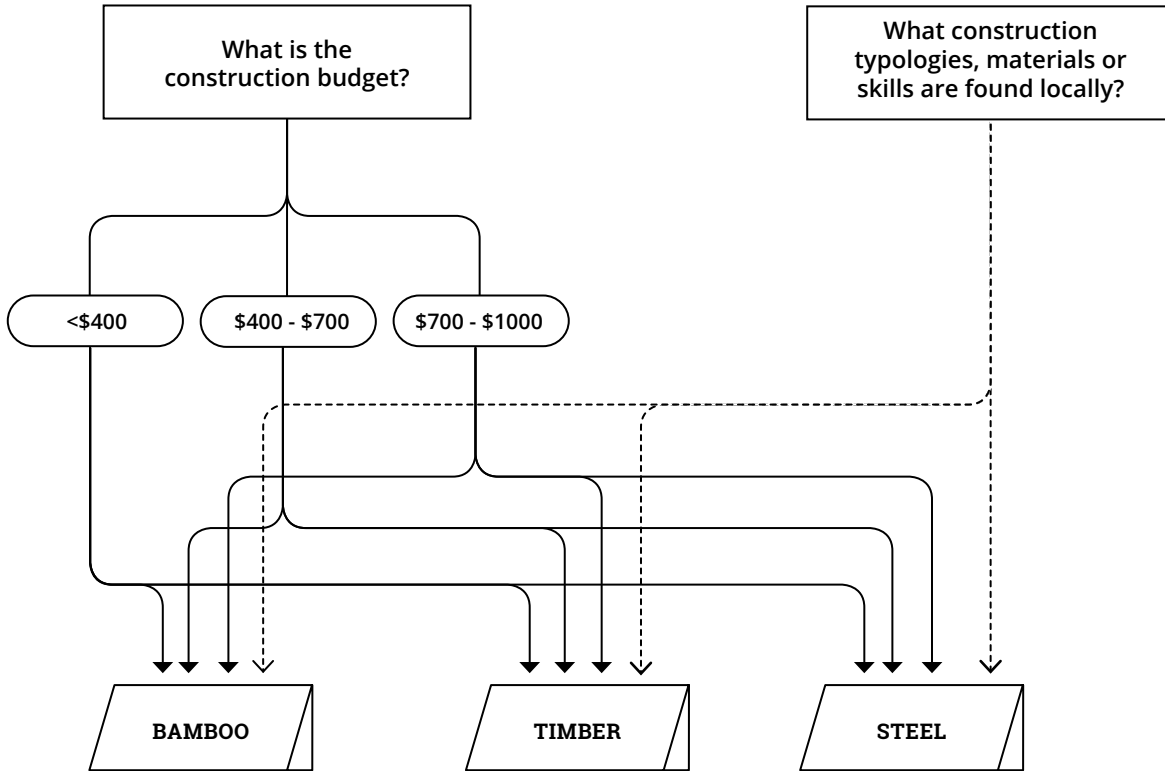 What is the
construction budget?
What construction
typologies, materials or
skills are found locally?
<$400
$400 - $700
$700 - $1000
BAMBOO
TIMBER
STEEL